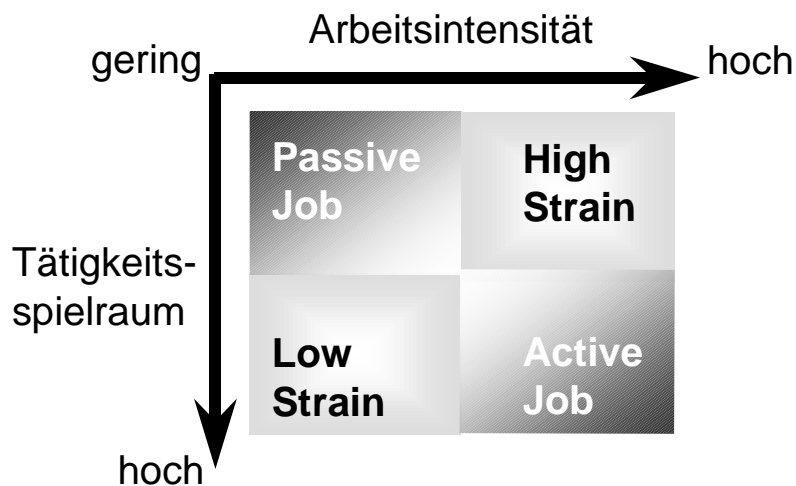 Arbeitsintensität
gering
hoch
Passive
Job
High
Strain
Tätigkeits-
spielraum
Low
Strain
Active
Job
hoch